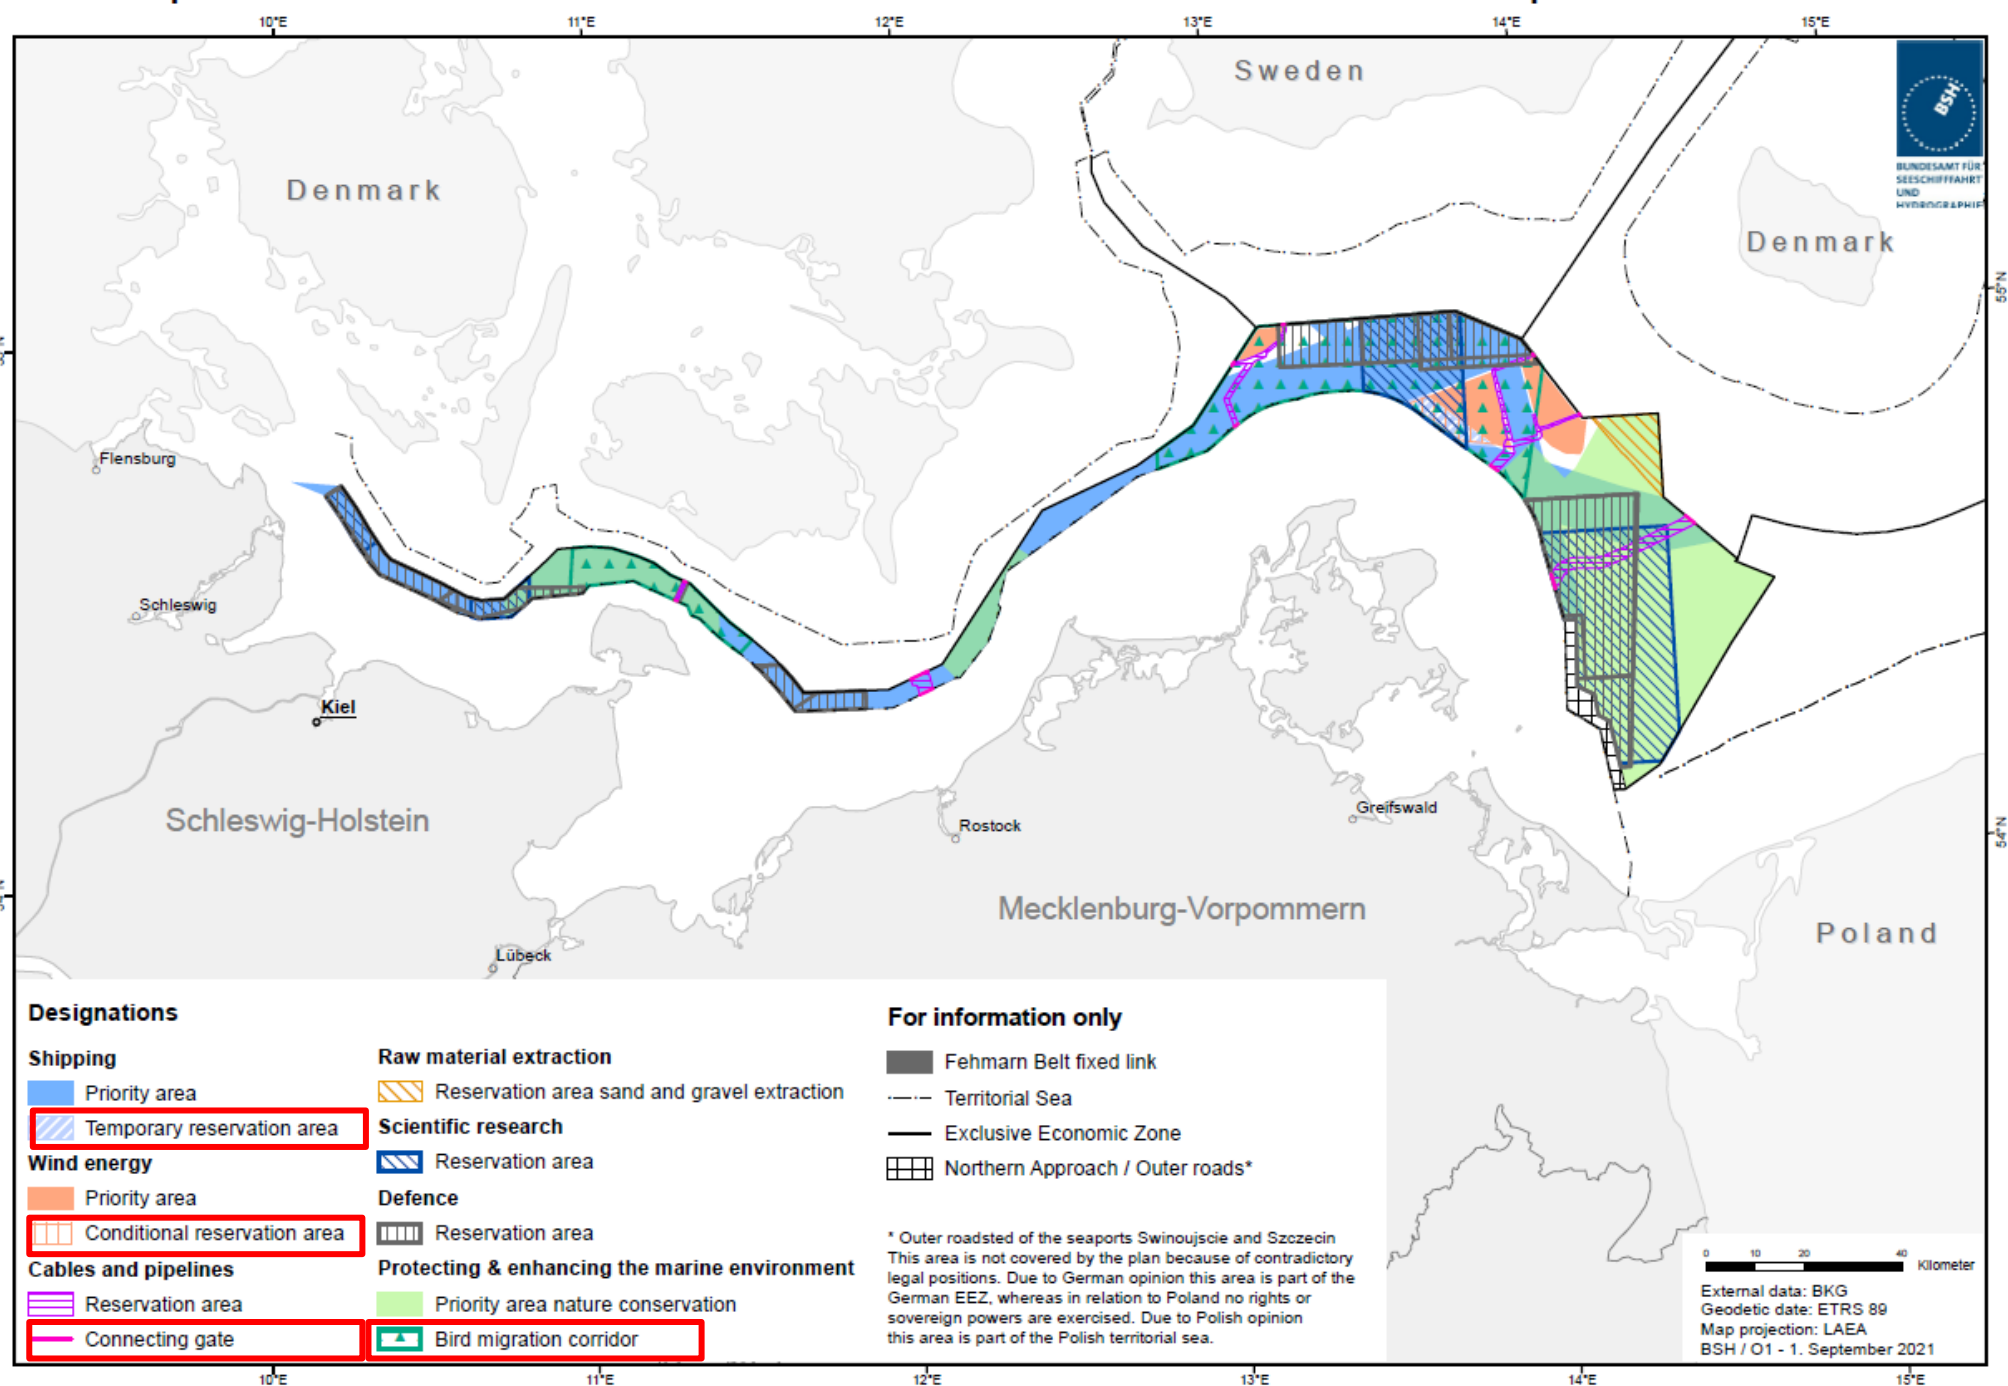 10°E 11°E 12°E 13°E 14°E 15°E
Sweden
BSH
BUNDESAMT FÜR
SEESCHIFFFAHRT
UND
HYDROGRAPHIE
Denmark
Denmark
55°N
Flensburg
Schleswig
Kiel
Schleswig-Holstein
Greifswald
Rostock
54°N
Mecklenburg-Vorpommern
Poland
Lübeck
Designations
Shipping
Priority area
Temporary reservation area
Wind energy
Priority area
Conditional reservation area
Cables and pipelines
Reservation area
Connecting gate
Raw material extraction
Reservation area sand and gravel extraction
Scientific research
Reservation area
Defence
Reservation area
Protecting & enhancing the marine environment
Priority area nature conservation
Bird migration corridor
For information only
Fehmarn Belt fixed link
Territorial Sea
Exclusive Economic Zone
Northern Approach / Outer roads*
* Outer roadsted of the seaports Swinoujscie and Szczecin
This area is not covered by the plan because of contradictory
legal positions. Due to German opinion this area is part of the
German EEZ, whereas in relation to Poland no rights or
sovereign powers are exercised. Due to Polish opinion
this area is part of the Polish territorial sea.
0 10 20 40
Kilometer
External data: BKG
Geodetic date: ETRS 89
Map projection: LAEA
BSH / O1 - 1. September 2021
10°E 11°E 12°E 13°E 14°E 15°E